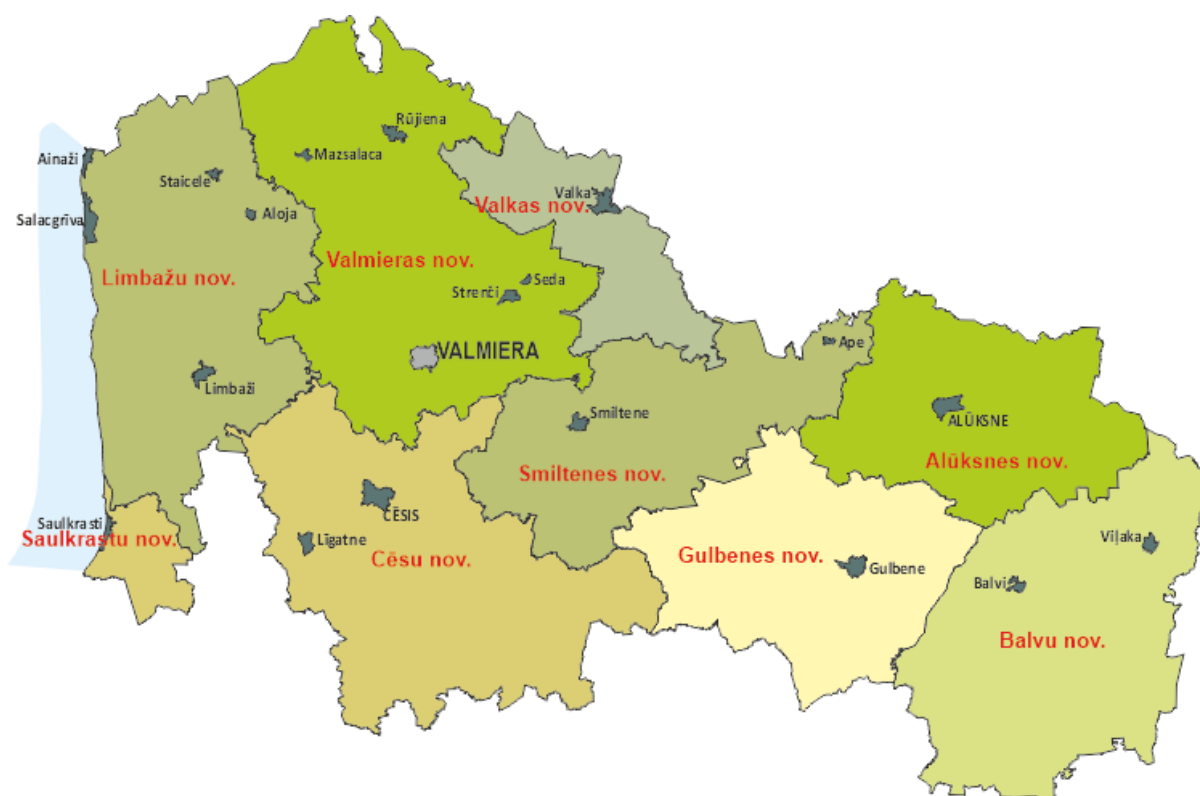 Rūjiena
Mazsalaca
Ainaži
Staicele
Valka
Salacgrīva
Aloja
Valkas nov.
Valmieras nov.
Limbažu nov.
Seda
Strenči
Ape
VALMIERA
Limbaži
Smiltene
ALŪKSNE
Alūksnes nov.
Smiltenes nov.
CĒSIS
Saulkrasti
Saulkrastu nov.
Līgatne
Viļaka
Cēsu nov.
Gulbenes nov.
Gulbene
Balvi
Balvu nov.